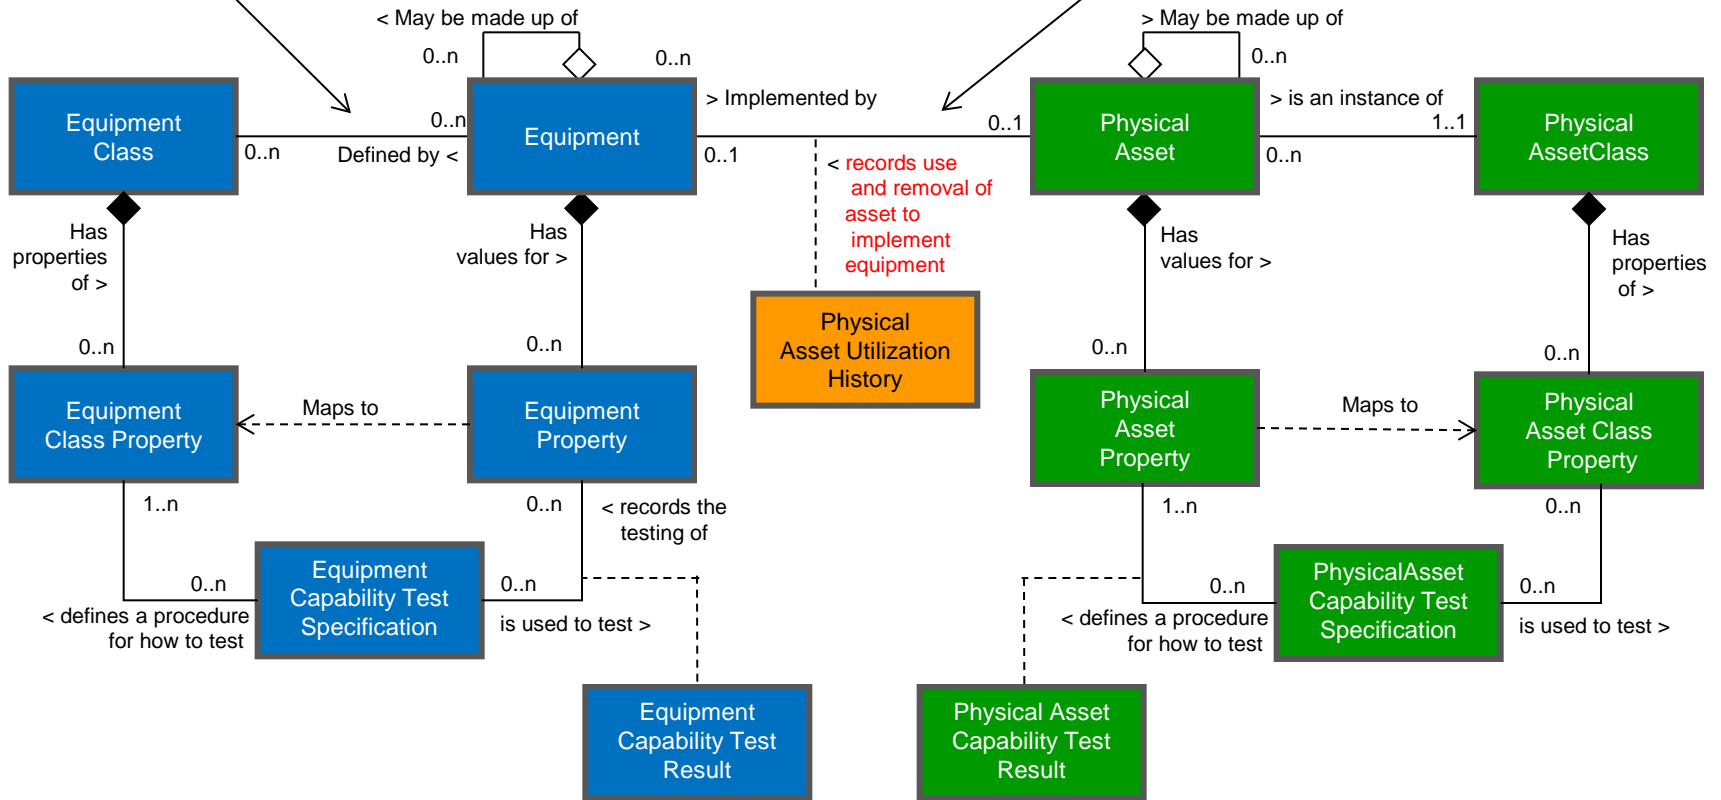 < May be made up of
0..n
0..n
> May be made up of
0..n
Equipment
Class
0..n
0..n
Defined by <
Equipment
> Implemented by
0..1
0..1
Physical
Asset
> is an instance of
1..1
0..n
Physical
AssetClass
< records use
and removal of
asset to
implement
equipment
Has
properties
of >
Has
values for >
Has
values for >
Has
properties
of >
Physical
Asset Utilization
History
0..n
0..n
0..n
0..n
Equipment
Class Property
Maps to
Equipment
Property
Physical
Asset
Property
Maps to
Physical
Asset Class
Property
1..n
0..n
< records the
testing of
1..n
0..n
0..n
Equipment
Capability Test
Specification
0..n
< defines a procedure
for how to test
is used to test >
0..n
PhysicalAsset
Capability Test
Specification
0..n
< defines a procedure
for how to test
is used to test >
Equipment
Capability Test
Result
Physical Asset
Capability Test
Result